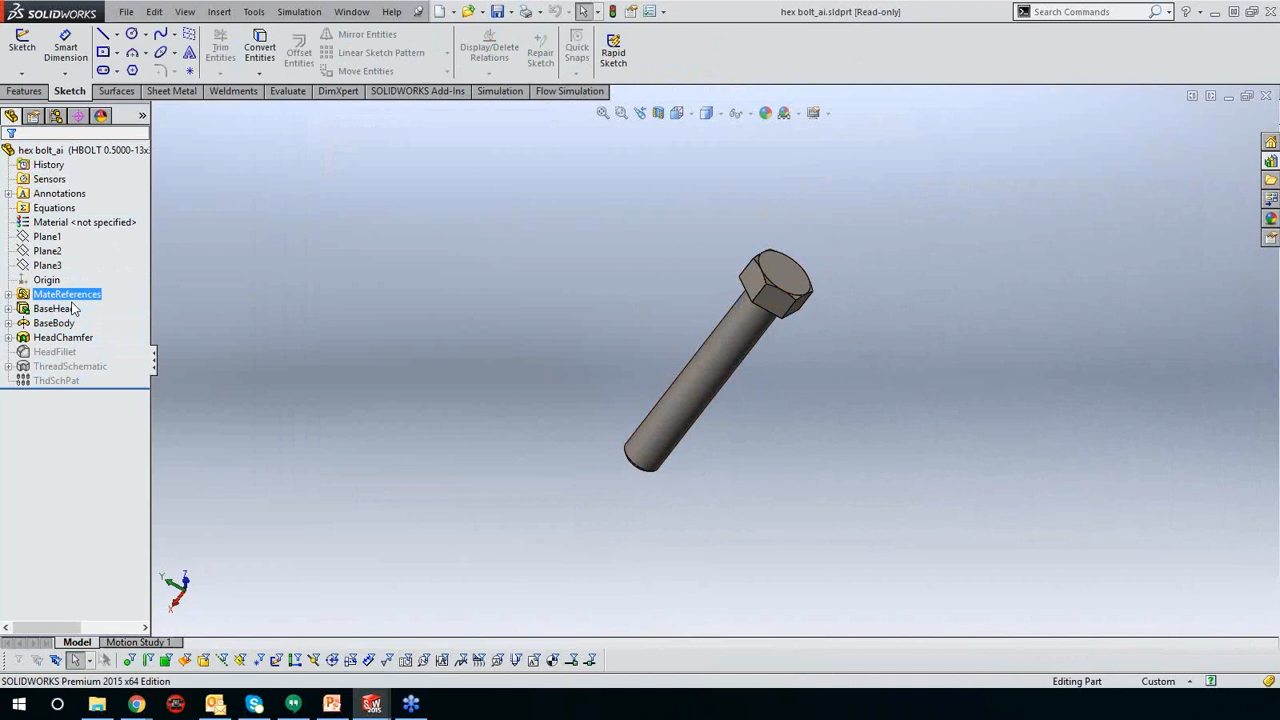 SOLIDWORKS File Edit View Insert Tools Simulation Window Help hex bolt_ai.sldprt [Read-only] Search Commands
Sketch Smart Dimension Trim Entities Convert Entities Offset Entities Mirror Entities Linear Sketch Pattern Move Entities Display/Delete Relations Repair Sketch Quick Snaps Rapid Sketch
Features Sketch Sheet Metal Surfaces Weldments Evaluate DimXpert SOLIDWORKS Add-Ins Simulation Flow Simulation
hex bolt_ai (HBOLT 0.5000-13x
History
Sensors
Annotations
Equations
Material <not specified>
Plane1
Plane2
Plane3
Origin
MateReferences
BaseHead
BaseBody
HeadChamfer
HeadFillet
ThreadSchematic
ThdSchPat
Z
Y
X
Model Motion Study 1
SOLIDWORKS Premium 2015 x64 Edition Editing Part Custom